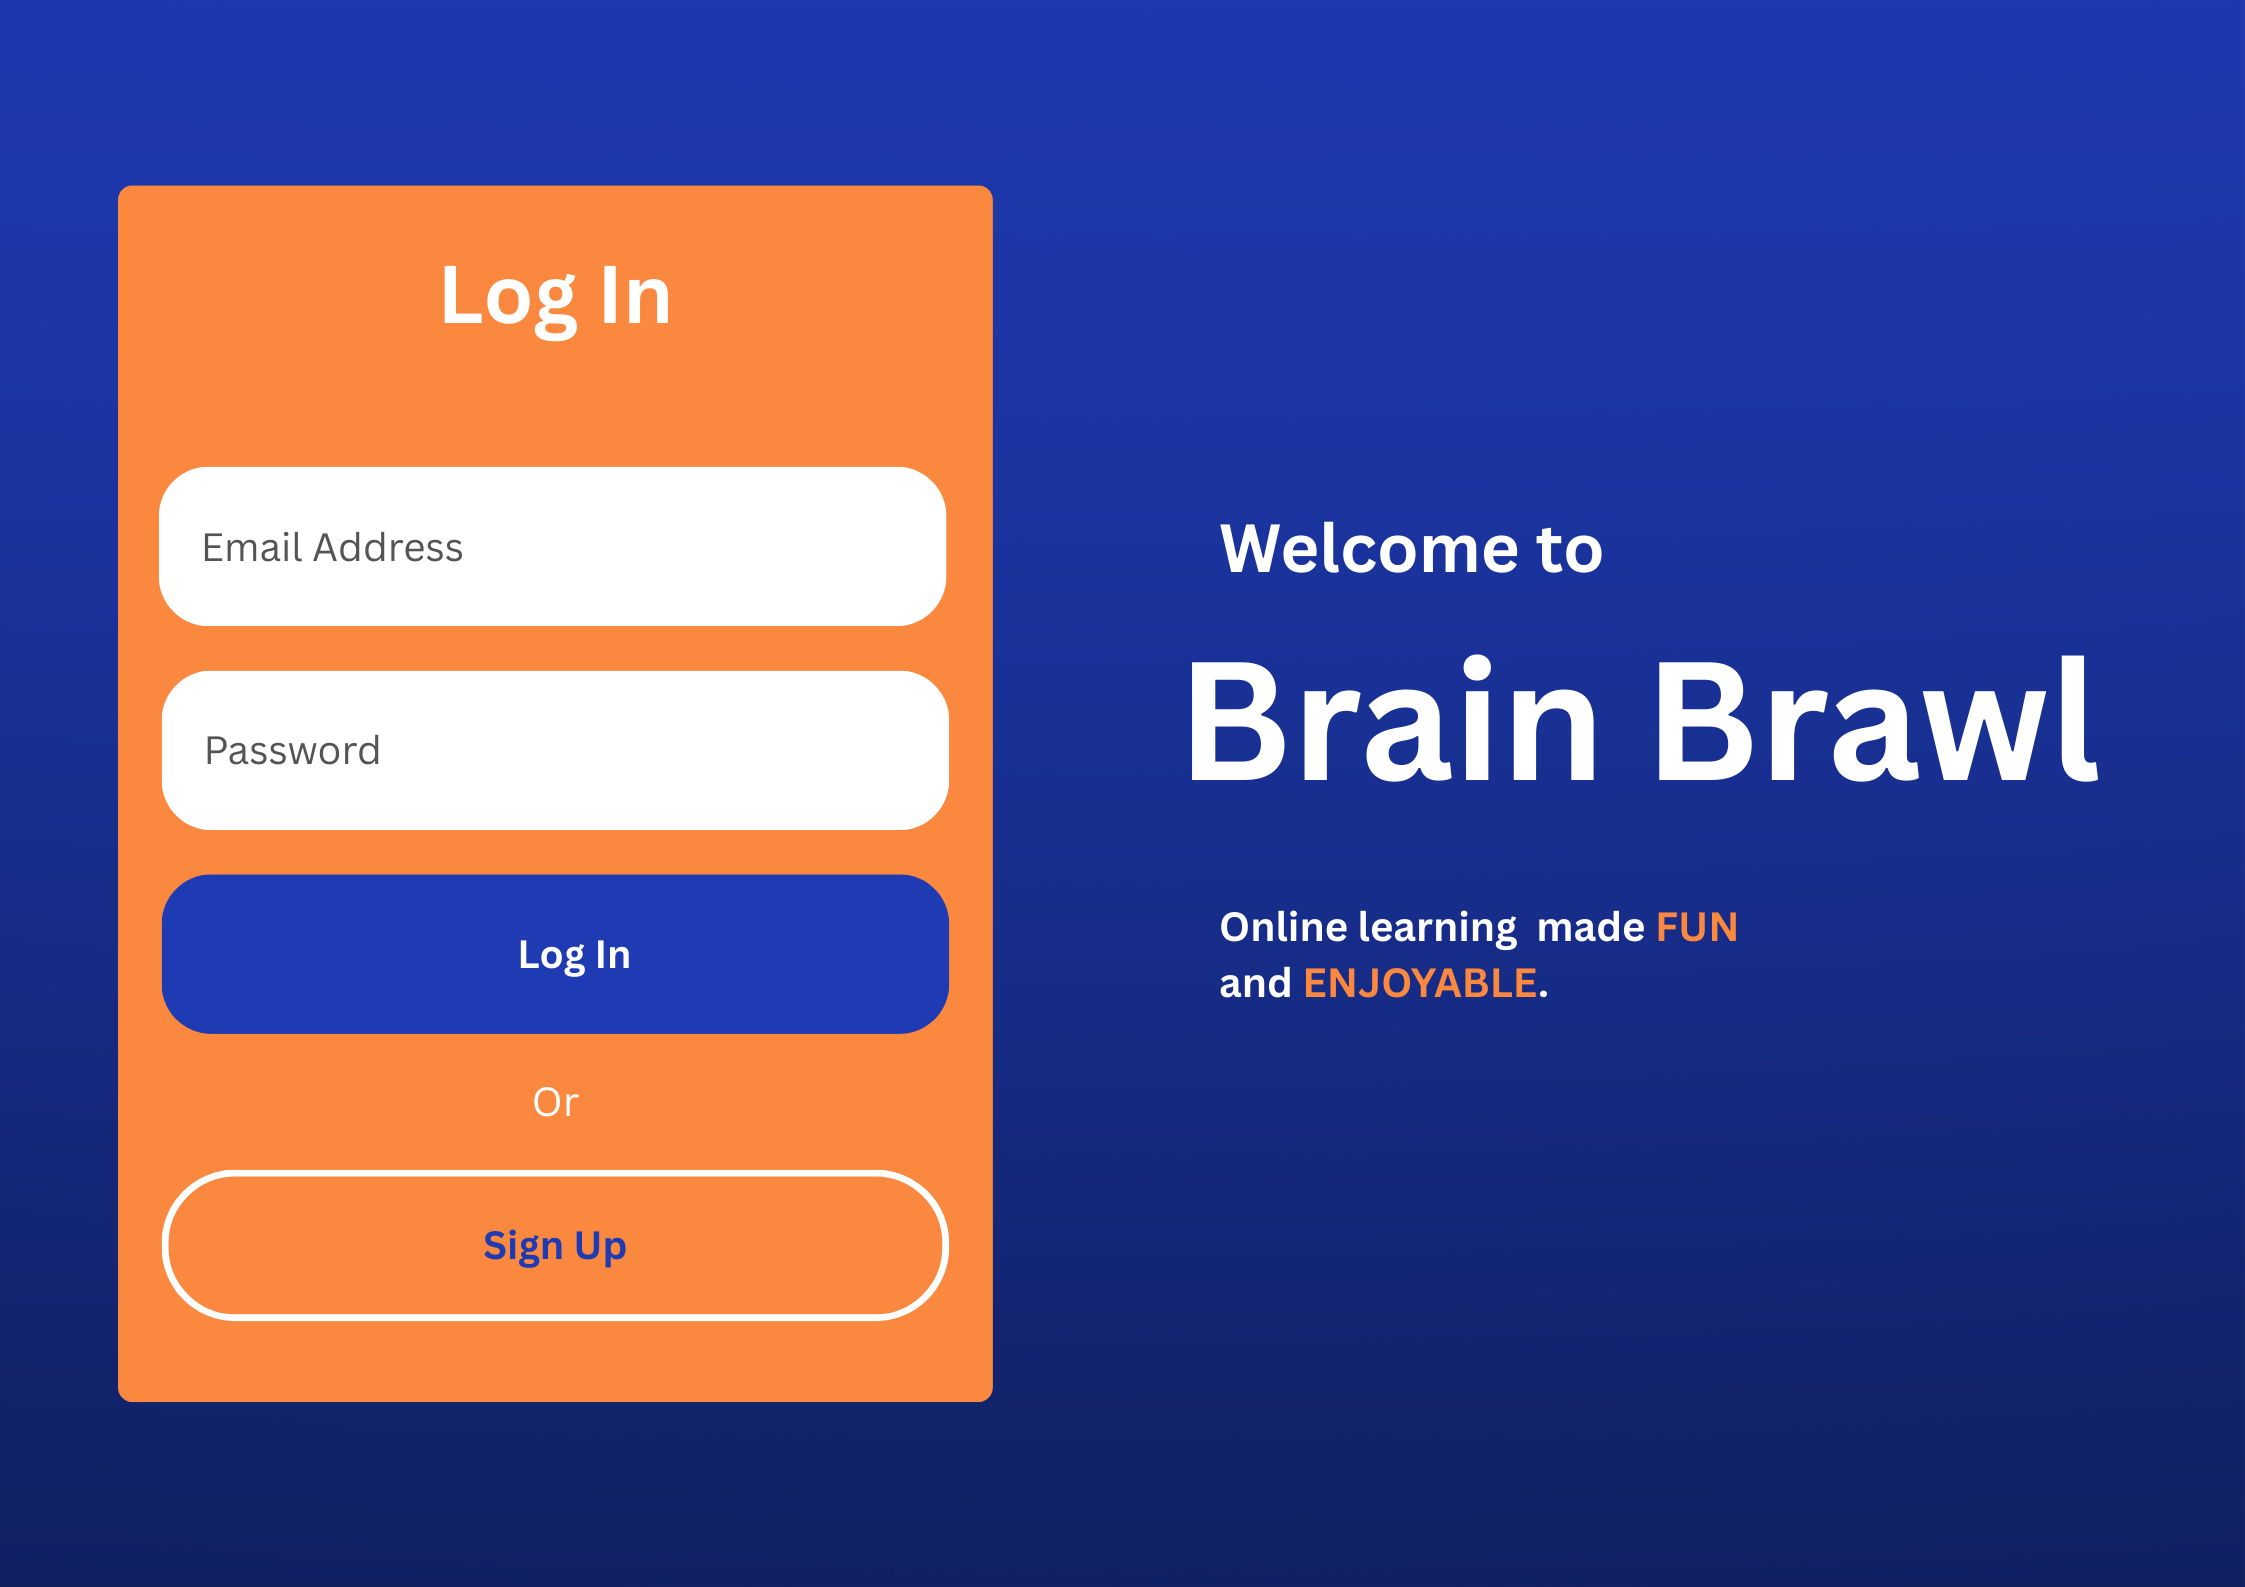 Log In
Email Address
Password
Log In
Or
Sign Up
Welcome to
Brain Brawl
Online learning  made FUN
and ENJOYABLE.